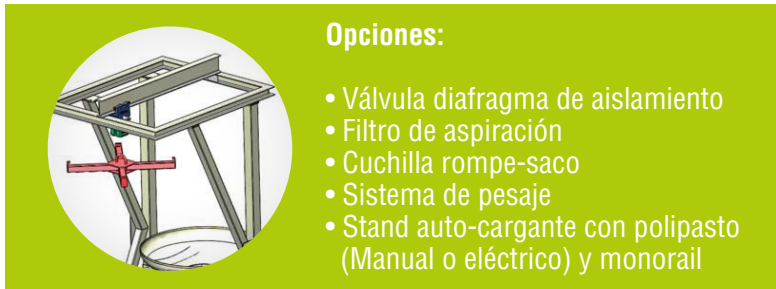 Opciones:
• Válvula diafragma de aislamiento
• Filtro de aspiración
• Cuchilla rompe-saco
• Sistema de pesaje
• Stand auto-cargante con polipasto
(Manual o eléctrico) y monorail